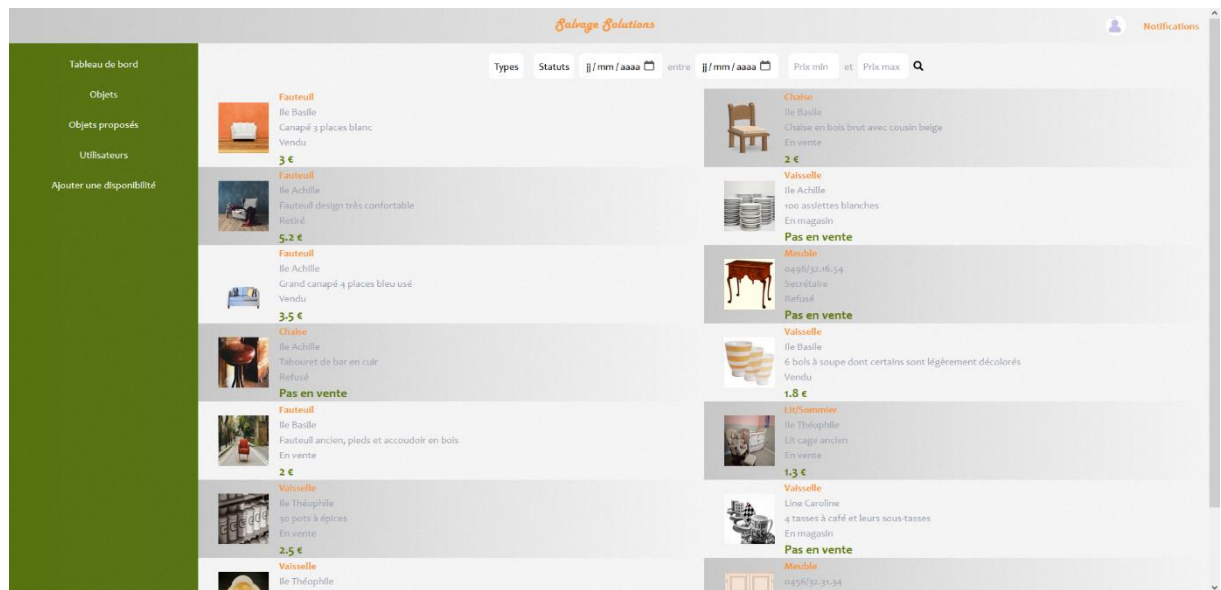 Salvage Solutions
Notifications
Tableau de bord
Objets
Objets proposés
Utilisateurs
Ajouter une disponibilité
Types Statuts jj/mm/aaaa entre jj/mm/aaaa Prix min et Prix max
Fauteuil
Ile Basile
Canapé 3 places blanc
Vendu
3 €
Chaise
Ile Basile
Chaise en bois brut avec cousin beige
En vente
2 €
Fauteuil
Ile Achille
Fauteuil design très confortable
Retiré
5.2 €
Vaisselle
Ile Achille
100 assiettes blanches
En magasin
Pas en vente
Fauteuil
Ile Achille
Grand canapé 4 places bleu usé
Vendu
3.5 €
Meuble
0496/32.16.54
Secrétaire
Refusé
Pas en vente
Chaise
Ile Achille
Tabouret de bar en cuir
Refusé
Pas en vente
Vaisselle
Ile Basile
6 bols à soupe dont certains sont légèrement décolorés
Vendu
1.8 €
Fauteuil
Ile Basile
Fauteuil ancien, pieds et accoudoir en bois
En vente
2 €
Lit/Sommier
Ile Théophile
Lit cage ancien
En vente
1.3 €
Vaisselle
Ile Théophile
30 pots à épices
En vente
2.5 €
Vaisselle
Line Caroline
4 tasses à café et leurs sous-tasses
En magasin
Pas en vente
Vaisselle
Ile Théophile
Meuble
0456/32.31.34